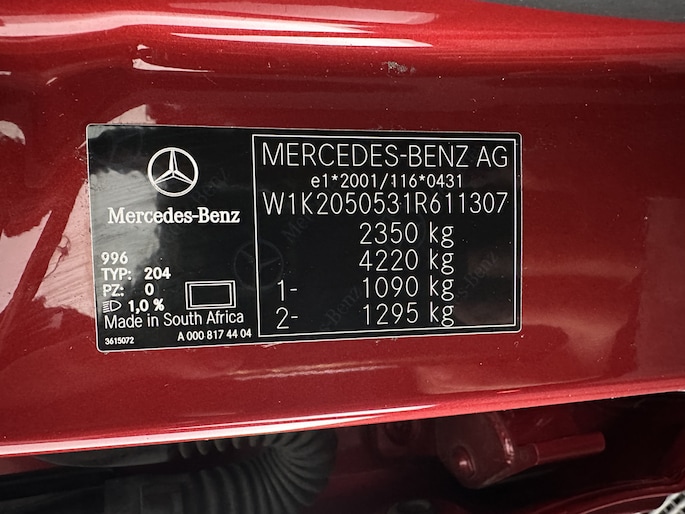 Mercedes-Benz
996
TYP: 204
PZ: 0
1,0 %
Made in South Africa
3615072 A 000 817 44 04
MERCEDES-BENZ AG
e1*2001/116*0431
W1K2050531R611307
2350 kg
4220 kg
1- 1090 kg
2- 1295 kg